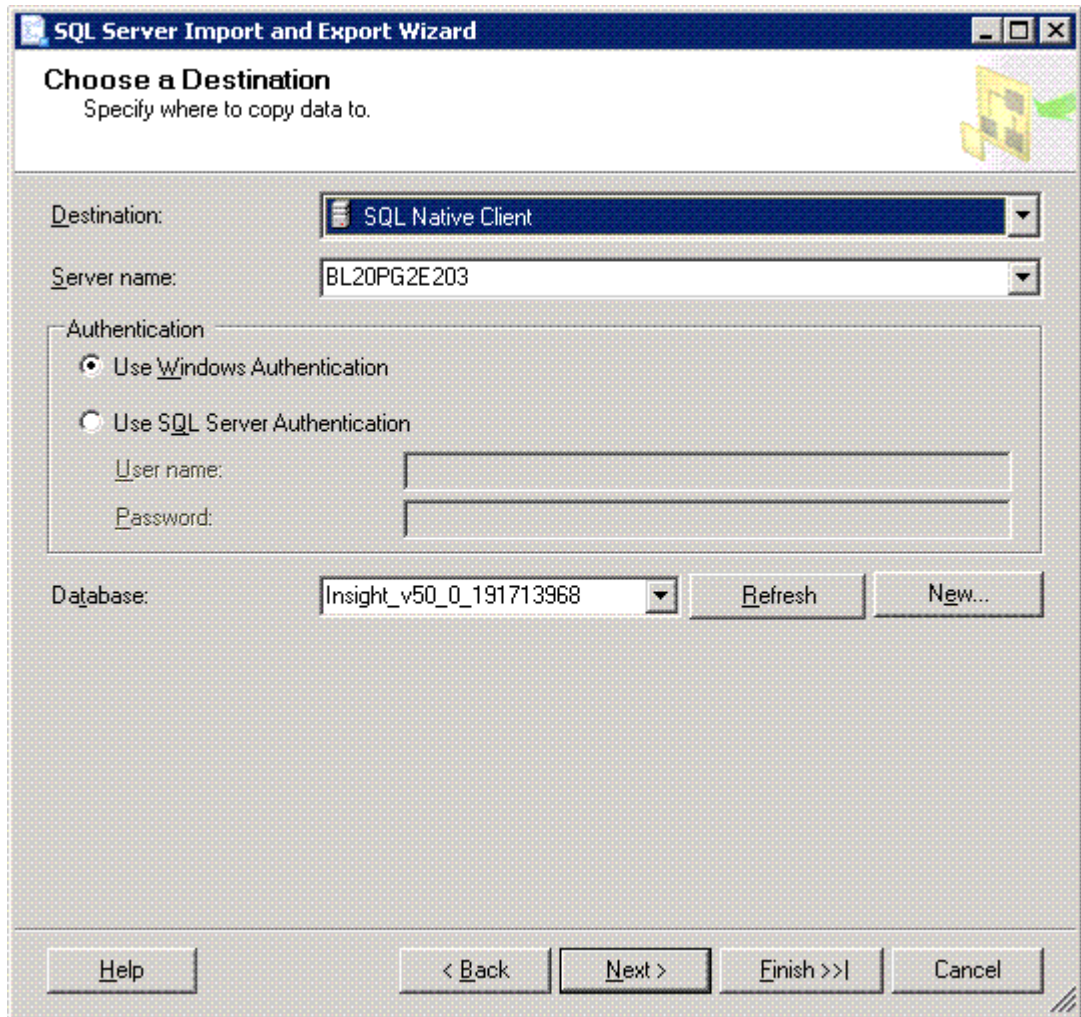 SQL Server Import and Export Wizard
Choose a Destination
Specify where to copy data to.
Destination:
SQL Native Client
Server name:
BL20PG2E203
Authentication
Use Windows Authentication
Use SQL Server Authentication
User name:
Password:
Database:
Insight_v50_0_191713968
Refresh
New...
Help
< Back
Next >
Finish >>|
Cancel